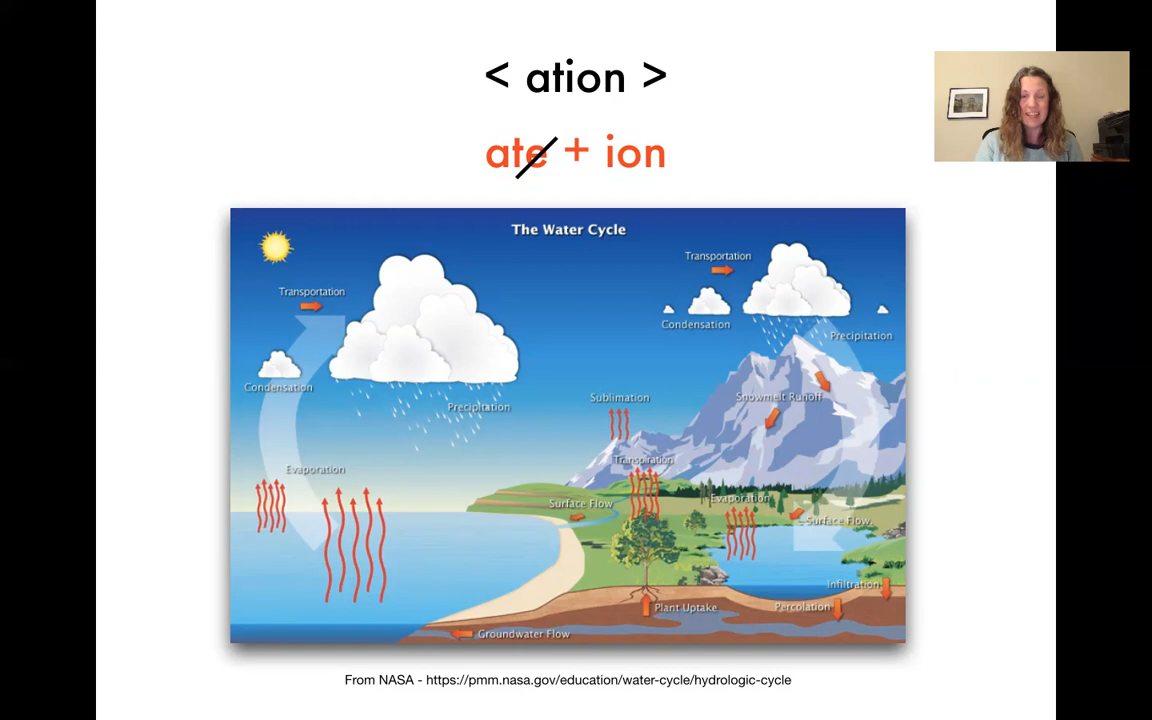 < ation >
ate + ion
The Water Cycle
Transportation
Transportation
Condensation
Precipitation
Condensation
Precipitation
Sublimation
Snowmelt Runoff
Transpiration
Evaporation
Evaporation
Surface Flow
Surface Flow
Infiltration
Plant Uptake
Percolation
Groundwater Flow
From NASA - https://pmm.nasa.gov/education/water-cycle/hydrologic-cycle